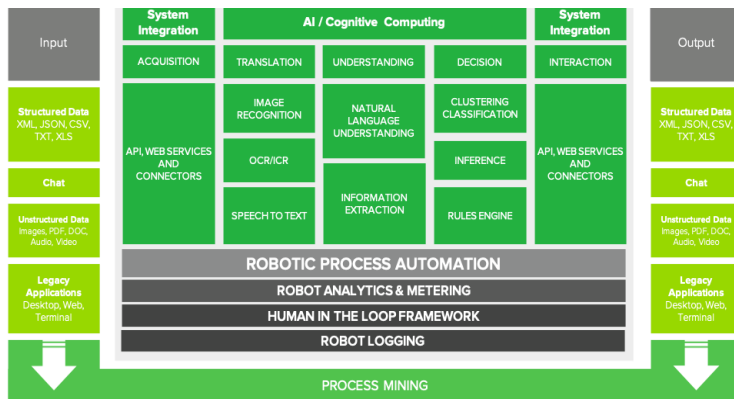 Input
Structured Data
XML, JSON, CSV,
TXT, XLS
Chat
Unstructured Data
Images, PDF, DOC,
Audio, Video
Legacy
Applications
Desktop, Web,
Terminal
System
Integration
AI / Cognitive Computing
System
Integration
ACQUISITION
TRANSLATION
UNDERSTANDING
DECISION
INTERACTION
API, WEB SERVICES
AND
CONNECTORS
IMAGE
RECOGNITION
OCR/ICR
SPEECH TO TEXT
NATURAL
LANGUAGE
UNDERSTANDING
INFORMATION
EXTRACTION
CLUSTERING
CLASSIFICATION
INFERENCE
RULES ENGINE
API, WEB SERVICES
AND
CONNECTORS
ROBOTIC PROCESS AUTOMATION
ROBOT ANALYTICS & METERING
HUMAN IN THE LOOP FRAMEWORK
ROBOT LOGGING
Output
Structured Data
XML, JSON, CSV,
TXT, XLS
Chat
Unstructured Data
Images, PDF, DOC,
Audio, Video
Legacy
Applications
Desktop, Web,
Terminal
PROCESS MINING